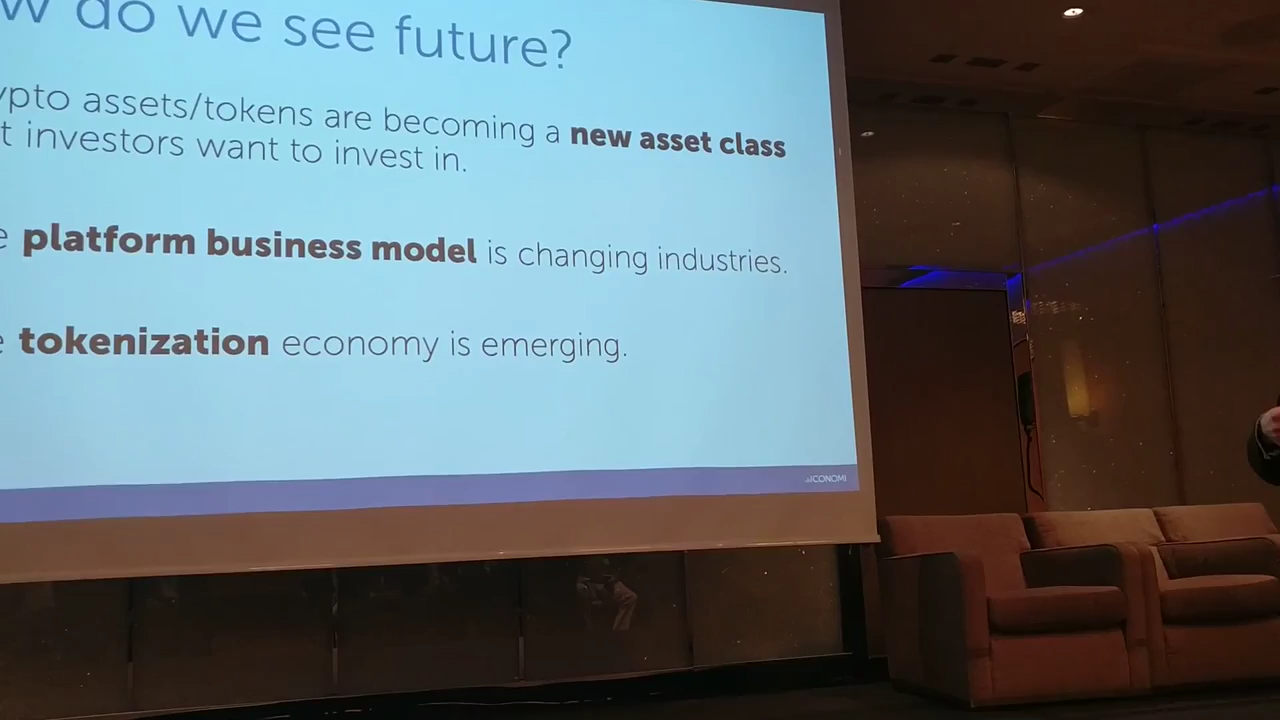 w do we see future?
ypto assets/tokens are becoming a new asset class
t investors want to invest in.
e platform business model is changing industries.
e tokenization economy is emerging.
ICONOMI